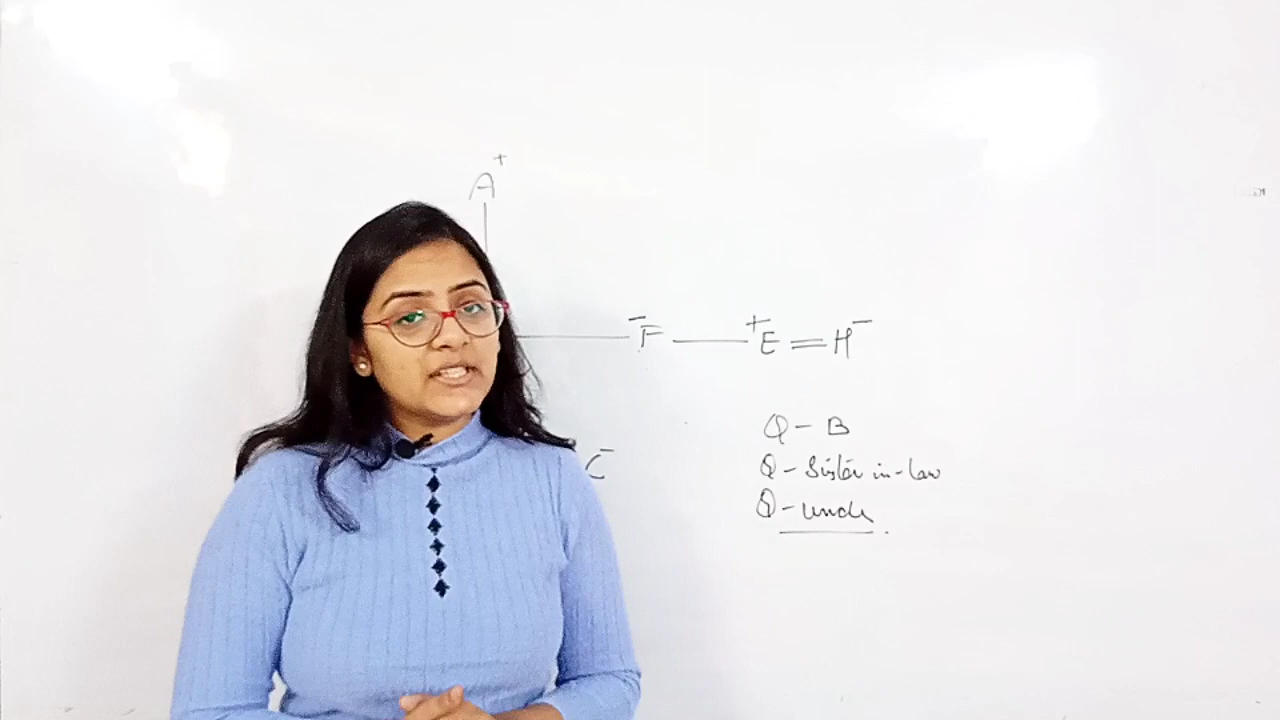 A+
-F — +E = H-
C-
Q - B
Q - Sister in-law
Q - uncle